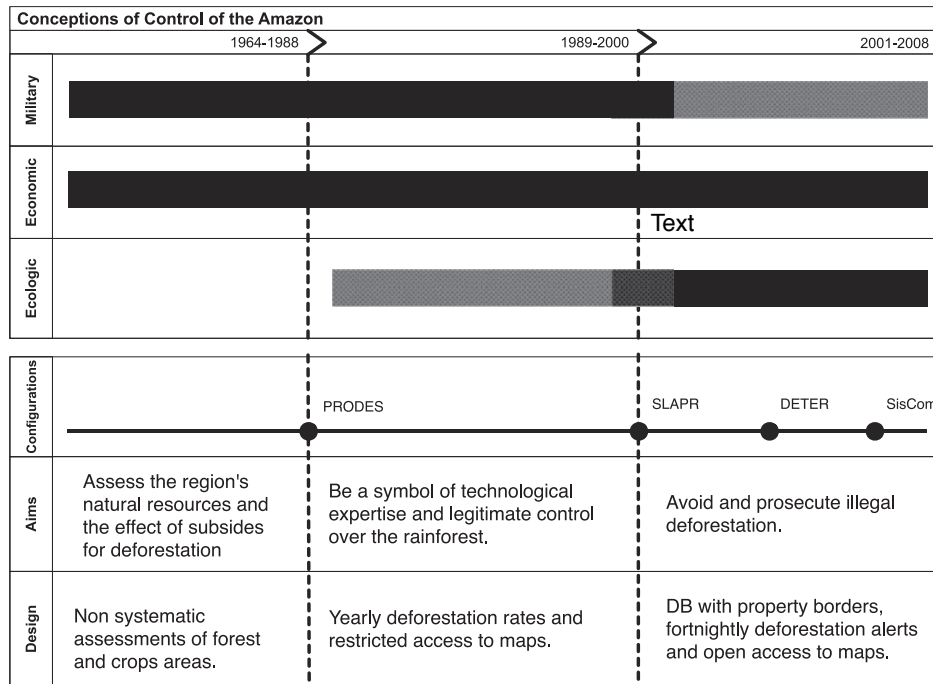 Conceptions of Control of the Amazon
1964-1988
1989-2000
2001-2008
Military
Economic
Text
Ecologic
Configurations
PRODES
SLAPR
DETER
SisCom
Aims
Assess the region's
natural resources and
the effect of subsides
for deforestation
Be a symbol of technological
expertise and legitimate control
over the rainforest.
Avoid and prosecute illegal
deforestation.
Design
Non systematic
assessments of forest
and crops areas.
Yearly deforestation rates and
restricted access to maps.
DB with property borders,
fortnightly deforestation alerts
and open access to maps.